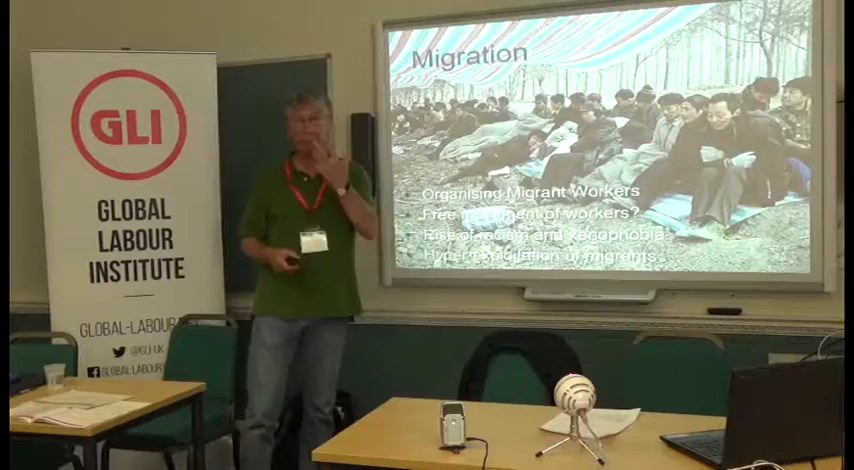 GLI
GLOBAL
LABOUR
INSTITUTE
GLOBAL-LABOUR
@GLI-UK
GLOBAL LABOUR
Migration
Organising Migrant Workers
Free movement of workers?
Rise of racism and xenophobia
Hyper-exploitation of migrants